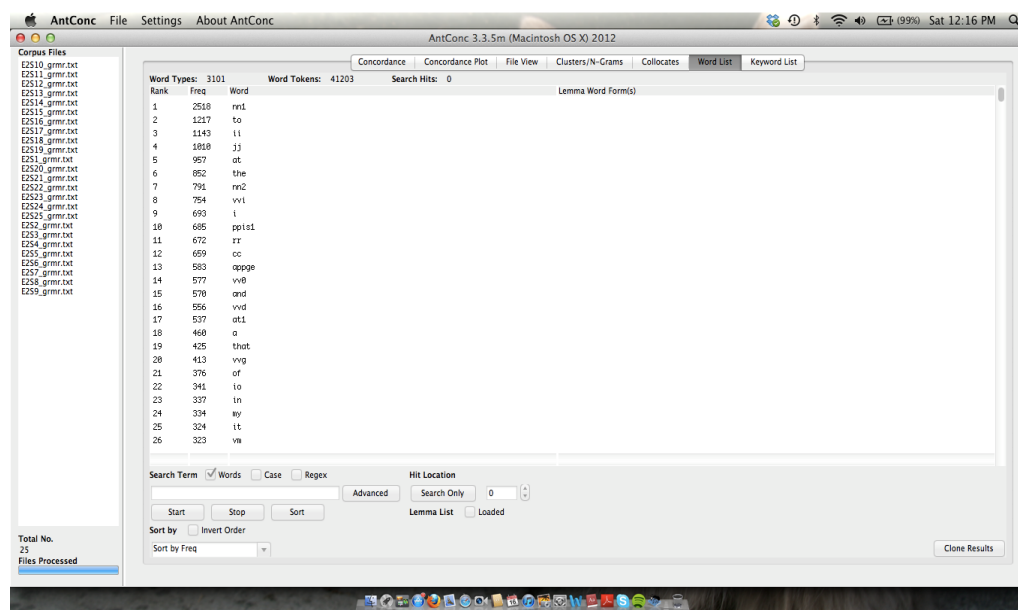 AntConc File Settings About AntConc (99%) Sat 12:16 PM
AntConc 3.3.5m (Macintosh OS X) 2012
Corpus Files
E2S10_grmr.txt
E2S11_grmr.txt
E2S12_grmr.txt
E2S13_grmr.txt
E2S14_grmr.txt
E2S15_grmr.txt
E2S16_grmr.txt
E2S17_grmr.txt
E2S18_grmr.txt
E2S19_grmr.txt
E2S1_grmr.txt
E2S20_grmr.txt
E2S21_grmr.txt
E2S22_grmr.txt
E2S23_grmr.txt
E2S24_grmr.txt
E2S25_grmr.txt
E2S2_grmr.txt
E2S3_grmr.txt
E2S4_grmr.txt
E2S5_grmr.txt
E2S6_grmr.txt
E2S7_grmr.txt
E2S8_grmr.txt
E2S9_grmr.txt
Total No.
25
Files Processed
Concordance Concordance Plot File View Clusters/N-Grams Collocates Word List Keyword List
Word Types: 3101 Word Tokens: 41203 Search Hits: 0
Rank Freq Word Lemma Word Form(s)
1 2518 nn1
2 1217 to
3 1143 ii
4 1010 jj
5 957 at
6 852 the
7 791 nn2
8 754 vvi
9 693 i
10 685 ppis1
11 672 rr
12 659 cc
13 583 appge
14 577 vv0
15 570 and
16 556 vvd
17 537 at1
18 460 a
19 425 that
20 413 vvg
21 376 of
22 341 io
23 337 in
24 334 my
25 324 it
26 323 vm
Search Term Words Case Regex Hit Location
Advanced Search Only 0
Start Stop Sort Lemma List Loaded
Sort by Invert Order
Sort by Freq Clone Results